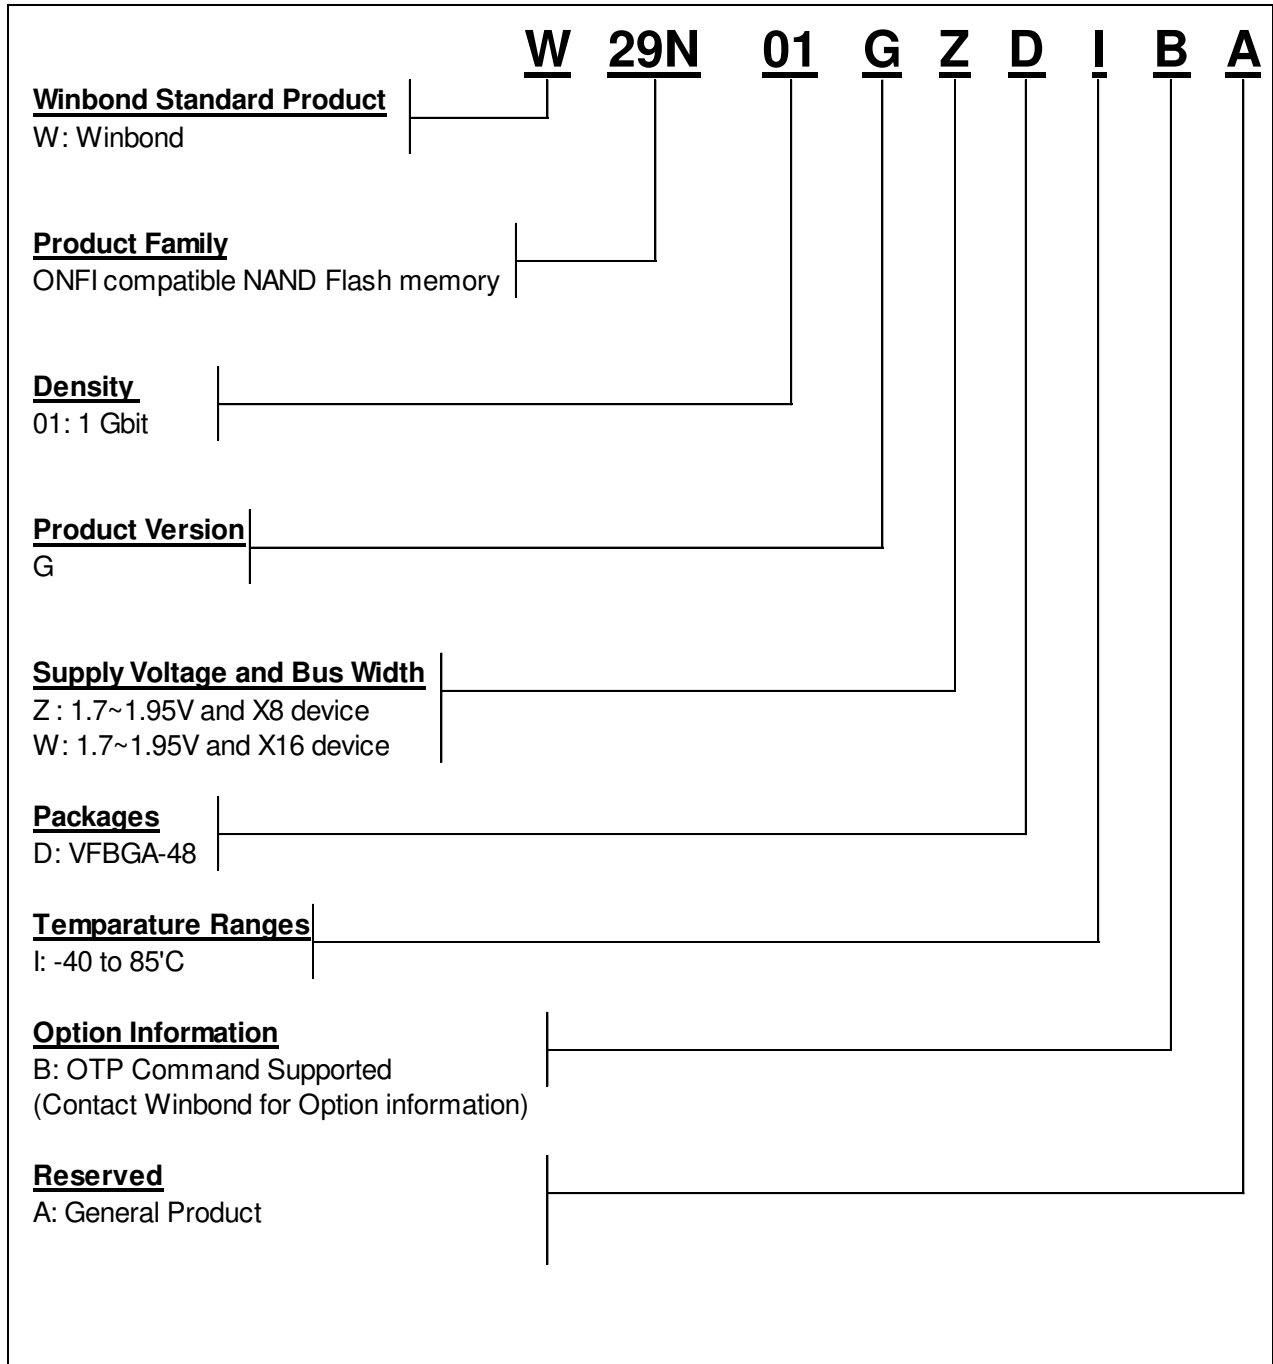 W 29N 01 G Z D I B A
Winbond Standard Product
W: Winbond
Product Family
ONFI compatible NAND Flash memory
Density
01: 1 Gbit
Product Version
G
Supply Voltage and Bus Width
Z : 1.7~1.95V and X8 device
W: 1.7~1.95V and X16 device
Packages
D: VFBGA-48
Temparature Ranges
I: -40 to 85'C
Option Information
B: OTP Command Supported
(Contact Winbond for Option information)
Reserved
A: General Product